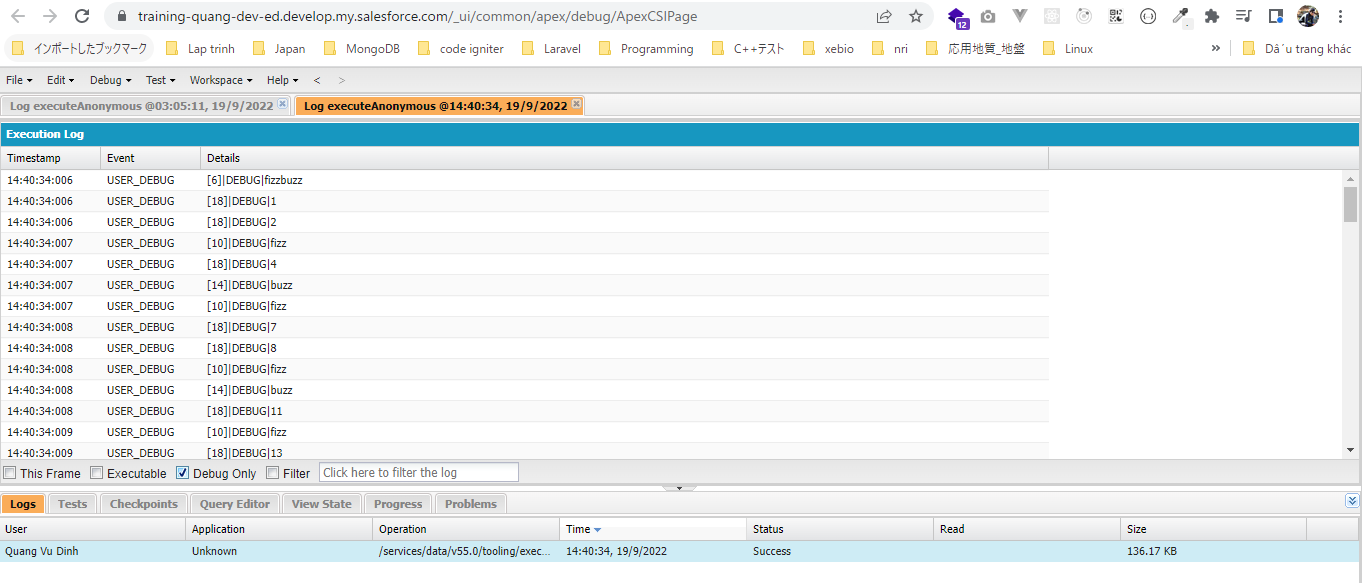 training-quang-dev-ed.develop.my.salesforce.com/_ui/common/apex/debug/ApexCSIPage
12
インポートしたブックマーク Lap trinh Japan MongoDB code igniter Laravel Programming C++テスト xebio nri 応用地質_地盤 Linux » Dấu trang khác
File Edit Debug Test Workspace Help < >
Log executeAnonymous @03:05:11, 19/9/2022 Log executeAnonymous @14:40:34, 19/9/2022
Execution Log
Timestamp Event Details
14:40:34:006 USER_DEBUG [6]|DEBUG|fizzbuzz
14:40:34:006 USER_DEBUG [18]|DEBUG|1
14:40:34:006 USER_DEBUG [18]|DEBUG|2
14:40:34:007 USER_DEBUG [10]|DEBUG|fizz
14:40:34:007 USER_DEBUG [18]|DEBUG|4
14:40:34:007 USER_DEBUG [14]|DEBUG|buzz
14:40:34:007 USER_DEBUG [10]|DEBUG|fizz
14:40:34:008 USER_DEBUG [18]|DEBUG|7
14:40:34:008 USER_DEBUG [18]|DEBUG|8
14:40:34:008 USER_DEBUG [10]|DEBUG|fizz
14:40:34:008 USER_DEBUG [14]|DEBUG|buzz
14:40:34:008 USER_DEBUG [18]|DEBUG|11
14:40:34:009 USER_DEBUG [10]|DEBUG|fizz
14:40:34:009 USER_DEBUG [18]|DEBUG|13
This Frame Executable Debug Only Filter Click here to filter the log
Logs Tests Checkpoints Query Editor View State Progress Problems
User Application Operation Time Status Read Size
Quang Vu Dinh Unknown /services/data/v55.0/tooling/exec... 14:40:34, 19/9/2022 Success 136.17 KB